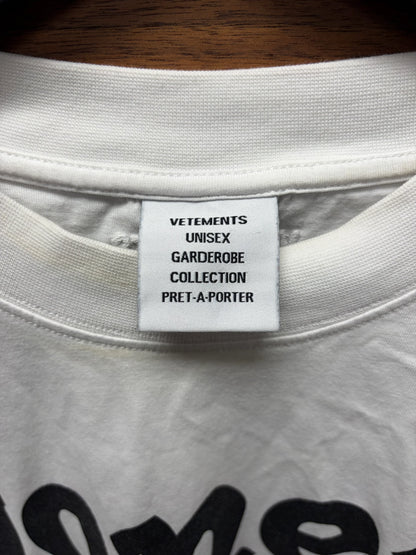 VETEMENTS
UNISEX
GARDEROBE
COLLECTION
PRET-A-PORTER